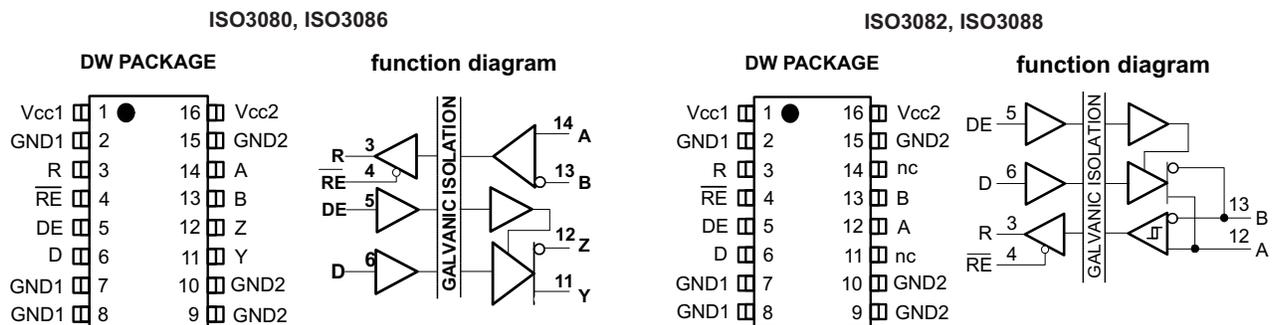 ISO3080, ISO3086
DW PACKAGE
function diagram
Vcc1 1 16 Vcc2
GND1 2 15 GND2
R 3 14 A
RE 4 13 B
DE 5 12 Z
D 6 11 Y
GND1 7 10 GND2
GND1 8 9 GND2
GALVANIC ISOLATION
14 A
3
R
13 B
4
RE
DE 5
12 Z
D 6
11 Y
ISO3082, ISO3088
DW PACKAGE
function diagram
Vcc1 1 16 Vcc2
GND1 2 15 GND2
R 3 14 nc
RE 4 13 B
DE 5 12 A
D 6 11 nc
GND1 7 10 GND2
GND1 8 9 GND2
GALVANIC ISOLATION
DE 5
D 6
13 B
R 3
12 A
RE 4